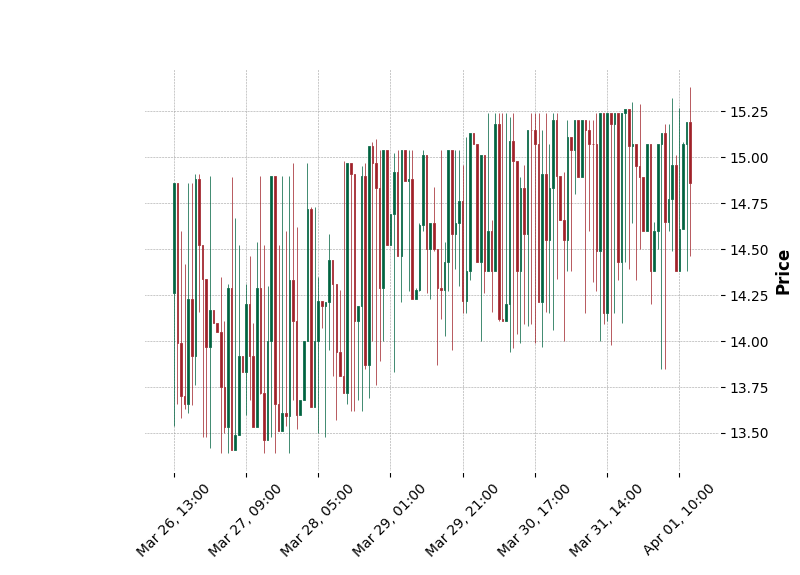 15.25
15.00
14.75
14.50
14.25
14.00
13.75
13.50
Price
Mar 26, 13:00
Mar 27, 09:00
Mar 28, 05:00
Mar 29, 01:00
Mar 29, 21:00
Mar 30, 17:00
Mar 31, 14:00
Apr 01, 10:00